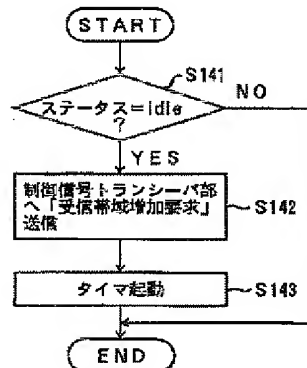 START
S141
NO
ステータス=idle
?
YES
制御信号トランシーバ部
へ「受信帯域増加要求」
送信
S142
タイマ起動
S143
END